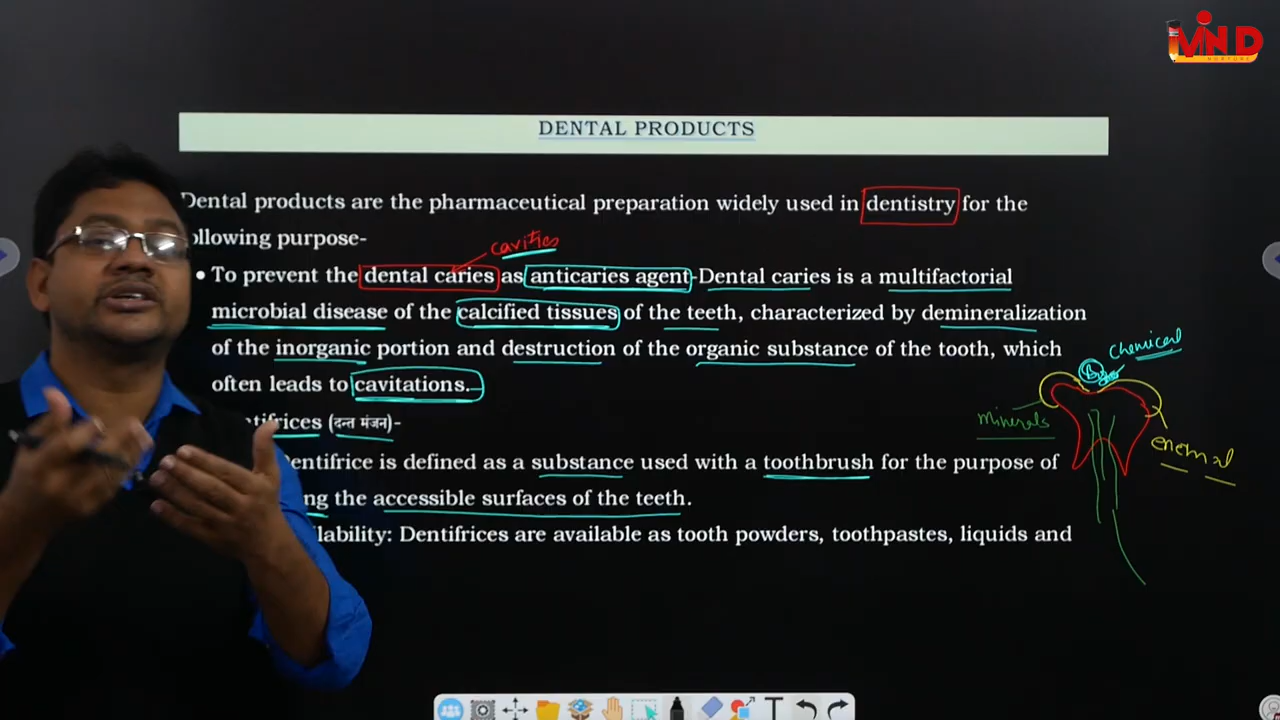 MIND
NURTURE
DENTAL PRODUCTS
Dental products are the pharmaceutical preparation widely used in dentistry for the
ollowing purpose-
cavities
• To prevent the dental caries as anticaries agent-Dental caries is a multifactorial
microbial disease of the calcified tissues of the teeth, characterized by demineralization
of the inorganic portion and destruction of the organic substance of the tooth, which
chemical
often leads to cavitations.
minerals
tifrices (दन्त मंजन)-
enemal
entifrice is defined as a substance used with a toothbrush for the purpose of
ng the accessible surfaces of the teeth.
lability: Dentifrices are available as tooth powders, toothpastes, liquids and